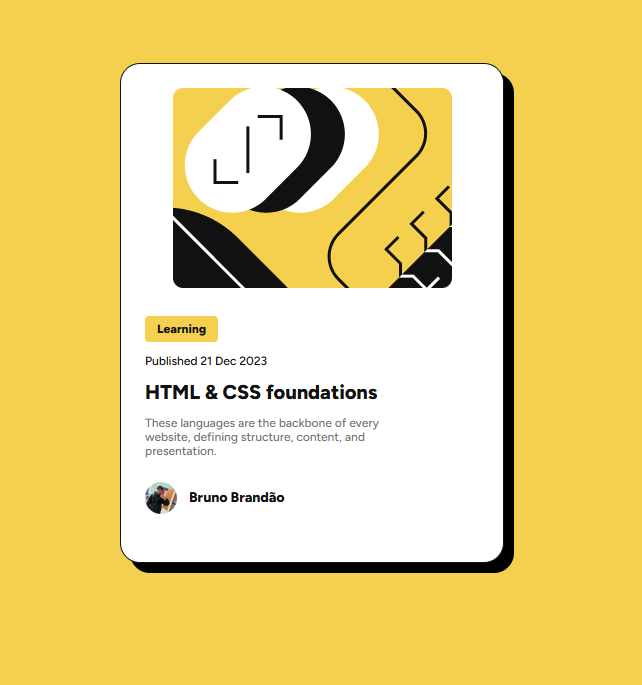 Learning
Published 21 Dec 2023
HTML & CSS foundations
These languages are the backbone of every
website, defining structure, content, and
presentation.
Bruno Brandão